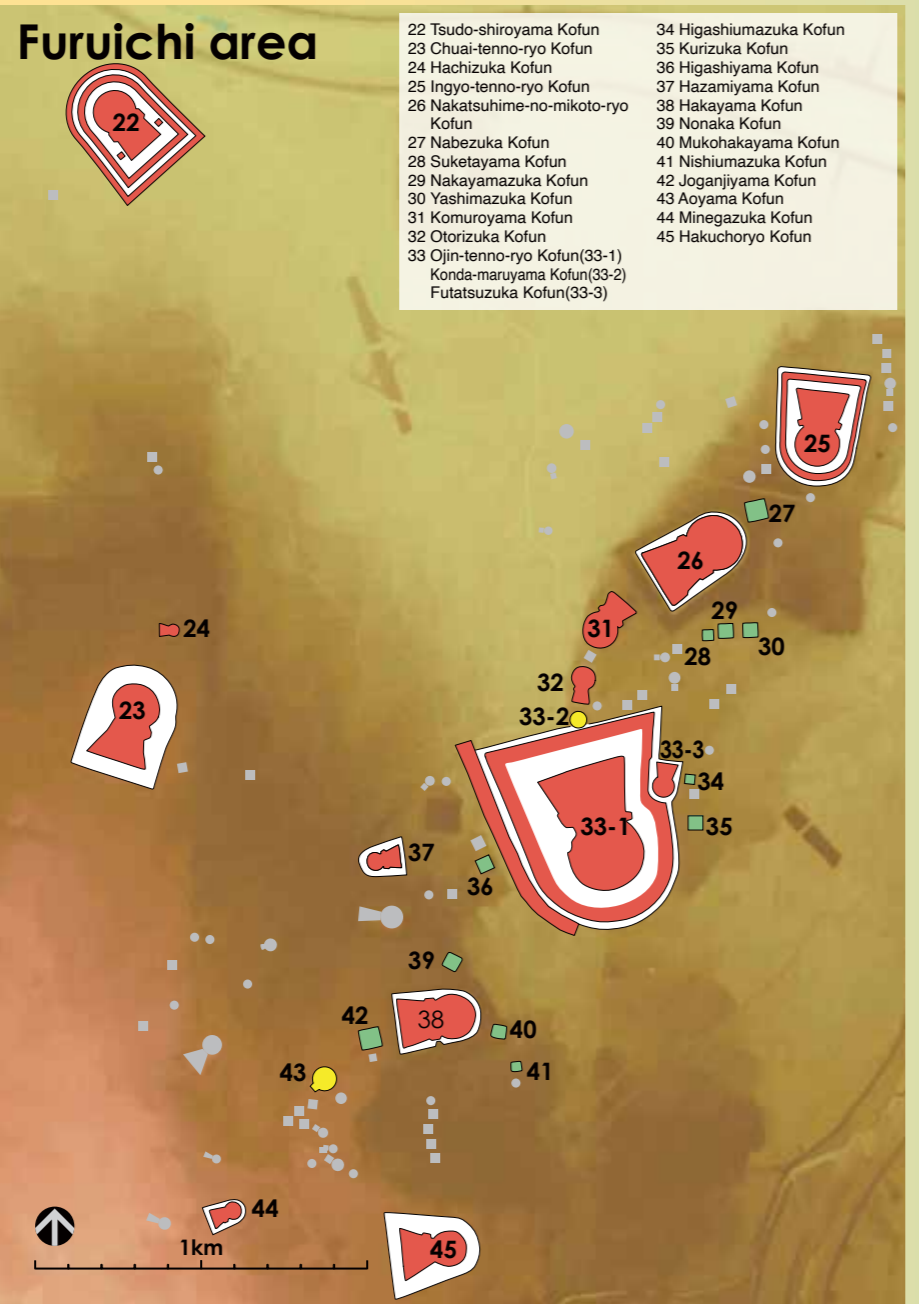 Furuichi area
22 Tsudo-shiroyama Kofun
23 Chuai-tenno-ryo Kofun
24 Hachizuka Kofun
25 Ingyo-tenno-ryo Kofun
26 Nakatsuhime-no-mikoto-ryo
Kofun
27 Nabezuka Kofun
28 Suketayama Kofun
29 Nakayamazuka Kofun
30 Yashimazuka Kofun
31 Komuroyama Kofun
32 Otorizuka Kofun
33 Ojin-tenno-ryo Kofun(33-1)
Konda-maruyama Kofun(33-2)
Futatsuzuka Kofun(33-3)
34 Higashiumazuka Kofun
35 Kurizuka Kofun
36 Higashiyama Kofun
37 Hazamiyama Kofun
38 Hakayama Kofun
39 Nonaka Kofun
40 Mukohakayama Kofun
41 Nishiumazuka Kofun
42 Joganjiyama Kofun
43 Aoyama Kofun
44 Minegazuka Kofun
45 Hakuchoryo Kofun
22
25
27
26
29
24
31
28
30
32
23
33-2
33-3
34
33-1
35
37
36
39
42
38
40
43
41
44
1km
45